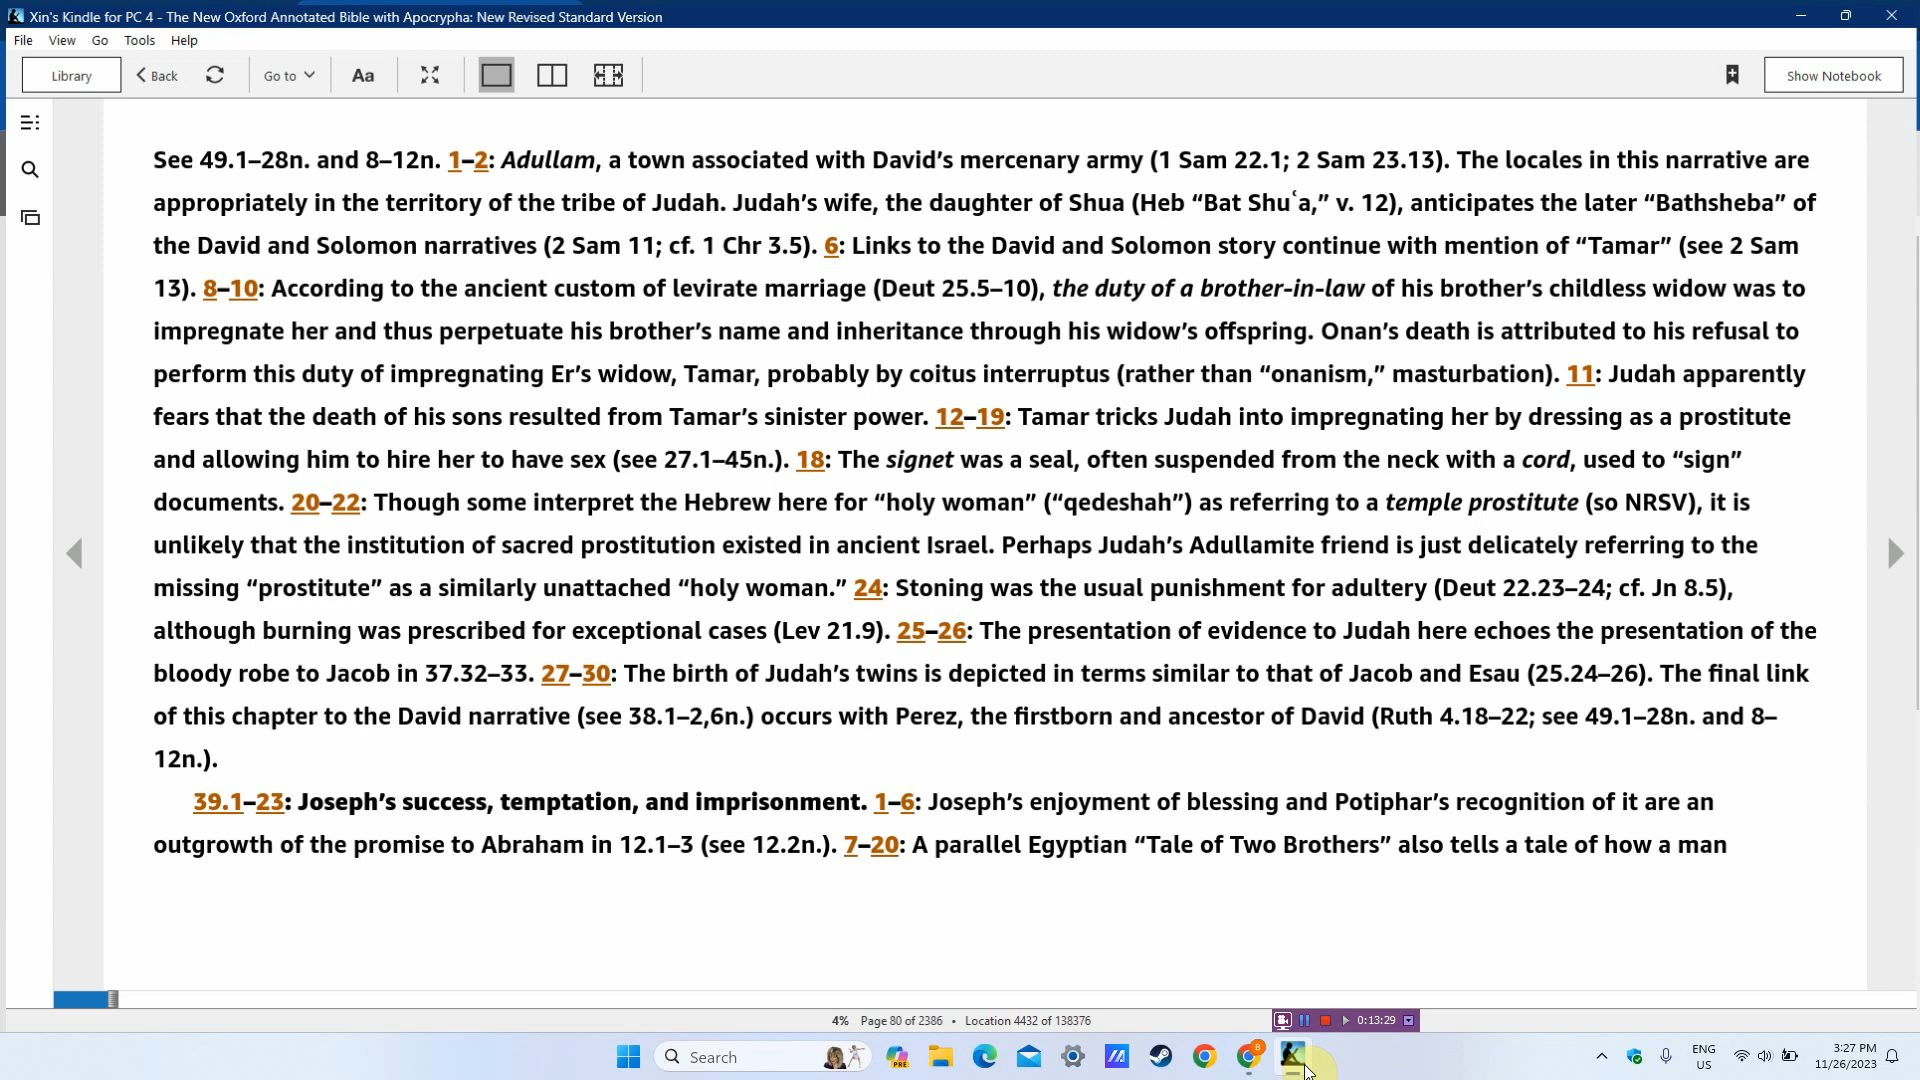 Xin's Kindle for PC 4 - The New Oxford Annotated Bible with Apocrypha: New Revised Standard Version
File View Go Tools Help
Library Back Go to Aa Show Notebook
See 49.1–28n. and 8–12n. 1–2: Adullam, a town associated with David’s mercenary army (1 Sam 22.1; 2 Sam 23.13). The locales in this narrative are
appropriately in the territory of the tribe of Judah. Judah’s wife, the daughter of Shua (Heb “Bat Shuʿa,” v. 12), anticipates the later “Bathsheba” of
the David and Solomon narratives (2 Sam 11; cf. 1 Chr 3.5). 6: Links to the David and Solomon story continue with mention of “Tamar” (see 2 Sam
13). 8–10: According to the ancient custom of levirate marriage (Deut 25.5–10), the duty of a brother-in-law of his brother’s childless widow was to
impregnate her and thus perpetuate his brother’s name and inheritance through his widow’s offspring. Onan’s death is attributed to his refusal to
perform this duty of impregnating Er’s widow, Tamar, probably by coitus interruptus (rather than “onanism,” masturbation). 11: Judah apparently
fears that the death of his sons resulted from Tamar’s sinister power. 12–19: Tamar tricks Judah into impregnating her by dressing as a prostitute
and allowing him to hire her to have sex (see 27.1–45n.). 18: The signet was a seal, often suspended from the neck with a cord, used to “sign”
documents. 20–22: Though some interpret the Hebrew here for “holy woman” (“qedeshah”) as referring to a temple prostitute (so NRSV), it is
unlikely that the institution of sacred prostitution existed in ancient Israel. Perhaps Judah’s Adullamite friend is just delicately referring to the
missing “prostitute” as a similarly unattached “holy woman.” 24: Stoning was the usual punishment for adultery (Deut 22.23–24; cf. Jn 8.5),
although burning was prescribed for exceptional cases (Lev 21.9). 25–26: The presentation of evidence to Judah here echoes the presentation of the
bloody robe to Jacob in 37.32–33. 27–30: The birth of Judah’s twins is depicted in terms similar to that of Jacob and Esau (25.24–26). The final link
of this chapter to the David narrative (see 38.1–2,6n.) occurs with Perez, the firstborn and ancestor of David (Ruth 4.18–22; see 49.1–28n. and 8–
12n.).
39.1–23: Joseph’s success, temptation, and imprisonment. 1–6: Joseph’s enjoyment of blessing and Potiphar’s recognition of it are an
outgrowth of the promise to Abraham in 12.1–3 (see 12.2n.). 7–20: A parallel Egyptian “Tale of Two Brothers” also tells a tale of how a man
4% Page 80 of 2386 • Location 4432 of 138376
0:13:29
Search
PRE
B
ENG
US
3:27 PM
11/26/2023